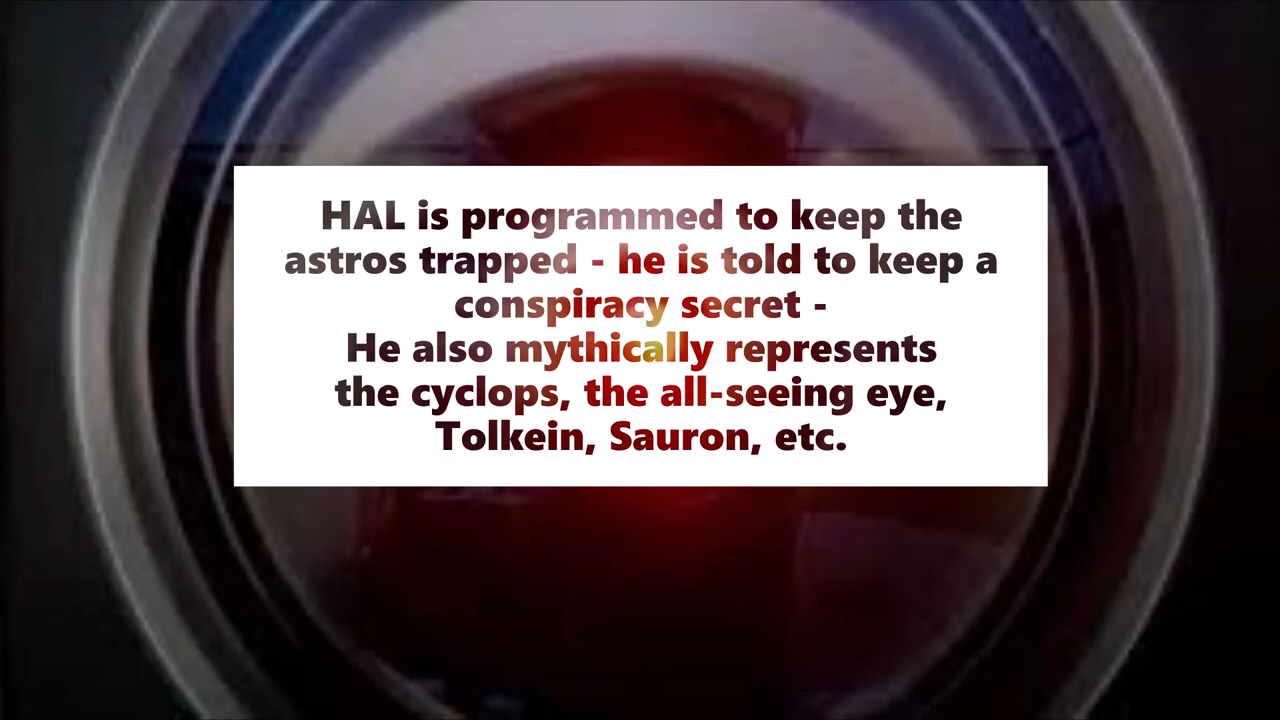 HAL is programmed to keep the
astros trapped - he is told to keep a
conspiracy secret -
He also mythically represents
the cyclops, the all-seeing eye,
Tolkein, Sauron, etc.